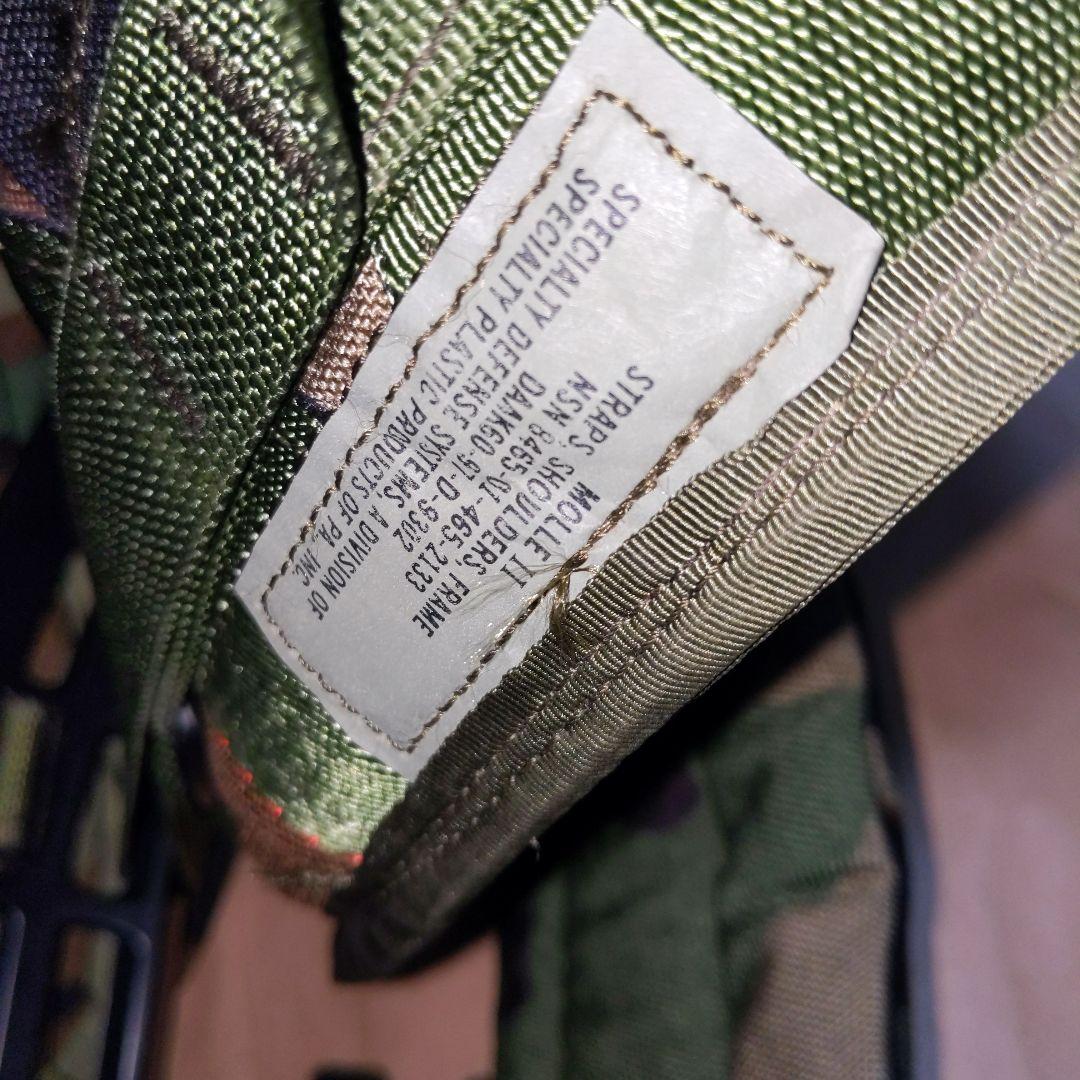 MOLLE II
STRAPS, SHOULDERS, FRAME
NSN 8465-01-465-2133
DAAK60-97-D-9302
SPECIALTY DEFENSE SYSTEMS A DIVISION OF
SPECIALTY PLASTIC PRODUCTS OF PA, INC.